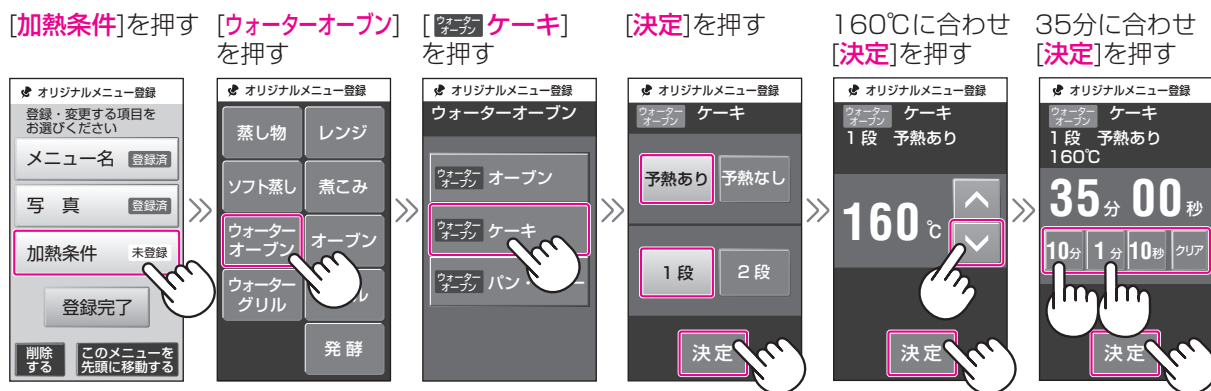 [加熱条件]を押す
オリジナルメニュー登録
登録・変更する項目を
お選びください
メニュー名 登録済
写 真 登録済
加熱条件 未登録
登録完了
削除
する
このメニューを
先頭に移動する
[ウォーターオーブン]
を押す
オリジナルメニュー登録
蒸し物 レンジ
ソフト蒸し 煮こみ
ウォーター
オーブン
オーブン
ウォーター
グリル
ル
発 酵
[ウォーターオーブン ケーキ]
を押す
オリジナルメニュー登録
ウォーターオーブン
ウォーターオーブン オーブン
ウォーターオーブン ケーキ
ウォーターオーブン パン・
[決定]を押す
オリジナルメニュー登録
ウォーターオーブン ケーキ
予熱あり 予熱なし
1段 2段
決定
160℃に合わせ
[決定]を押す
オリジナルメニュー登録
ウォーターオーブン ケーキ
1段 予熱あり
160℃
決定
35分に合わせ
[決定]を押す
オリジナルメニュー登録
ウォーターオーブン ケーキ
1段 予熱あり
160℃
35分 00秒
10分 1分 10秒 クリア
決定